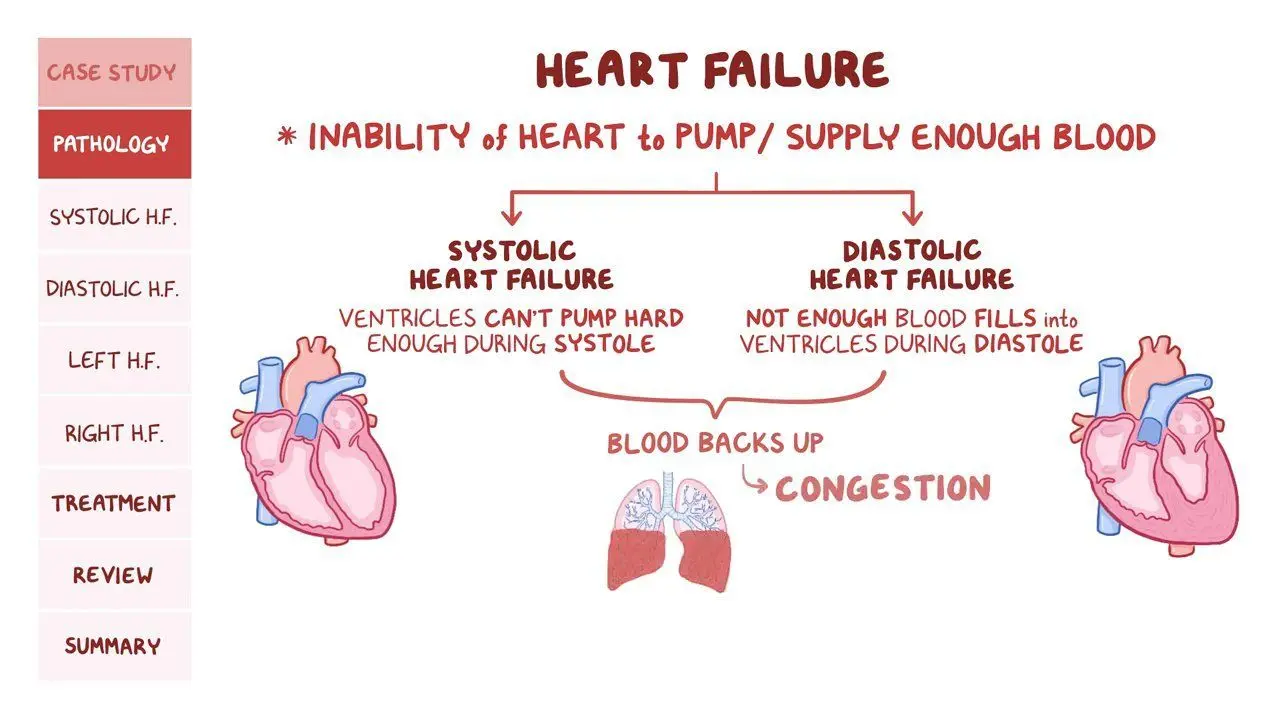 CASE STUDY
PATHOLOGY
SYSTOLIC H.F.
DIASTOLIC H.F.
LEFT H.F.
RIGHT H.F.
TREATMENT
REVIEW
SUMMARY
HEART FAILURE
* INABILITY of HEART to PUMP/ SUPPLY ENOUGH BLOOD
SYSTOLIC
HEART FAILURE
VENTRICLES CAN'T PUMP HARD
ENOUGH DURING SYSTOLE
DIASTOLIC
HEART FAILURE
NOT ENOUGH BLOOD FILLS into
VENTRICLES DURING DIASTOLE
BLOOD BACKS UP
CONGESTION